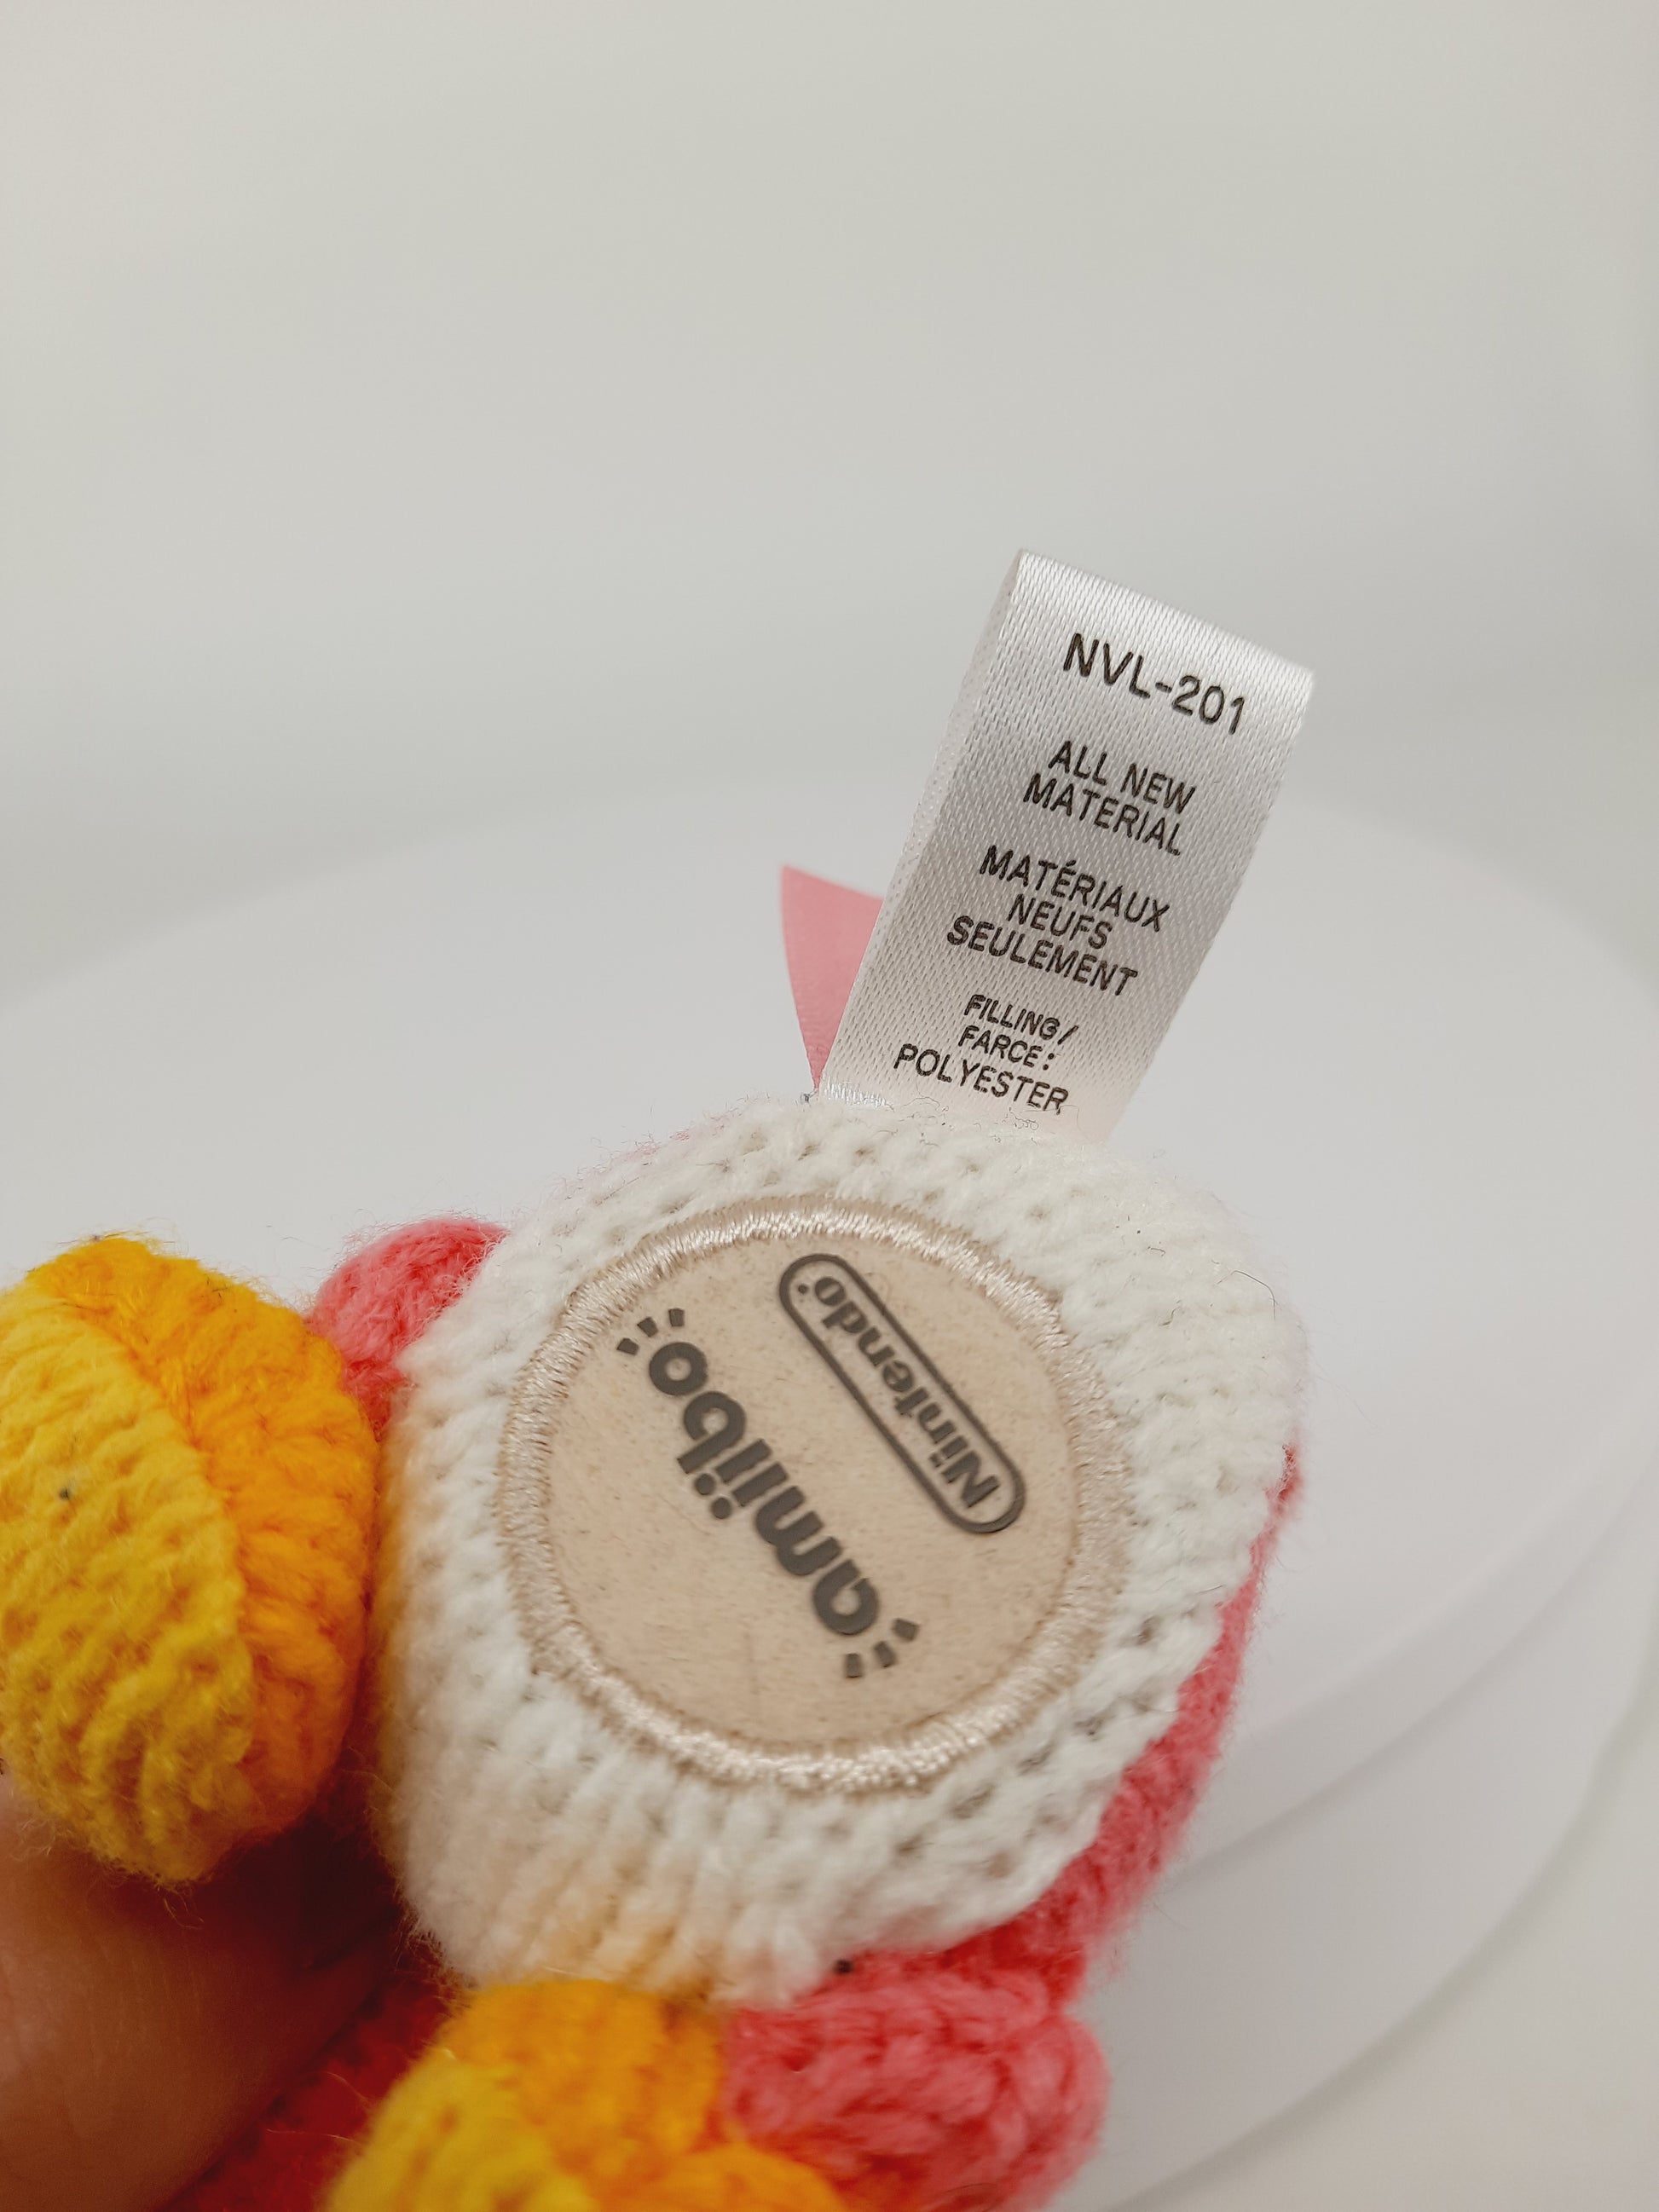 NVL-201
ALL NEW
MATERIAL
MATÉRIAUX
NEUFS
SEULEMENT
FILLING/
FARCE:
POLYESTER
Nintendo
amiibo